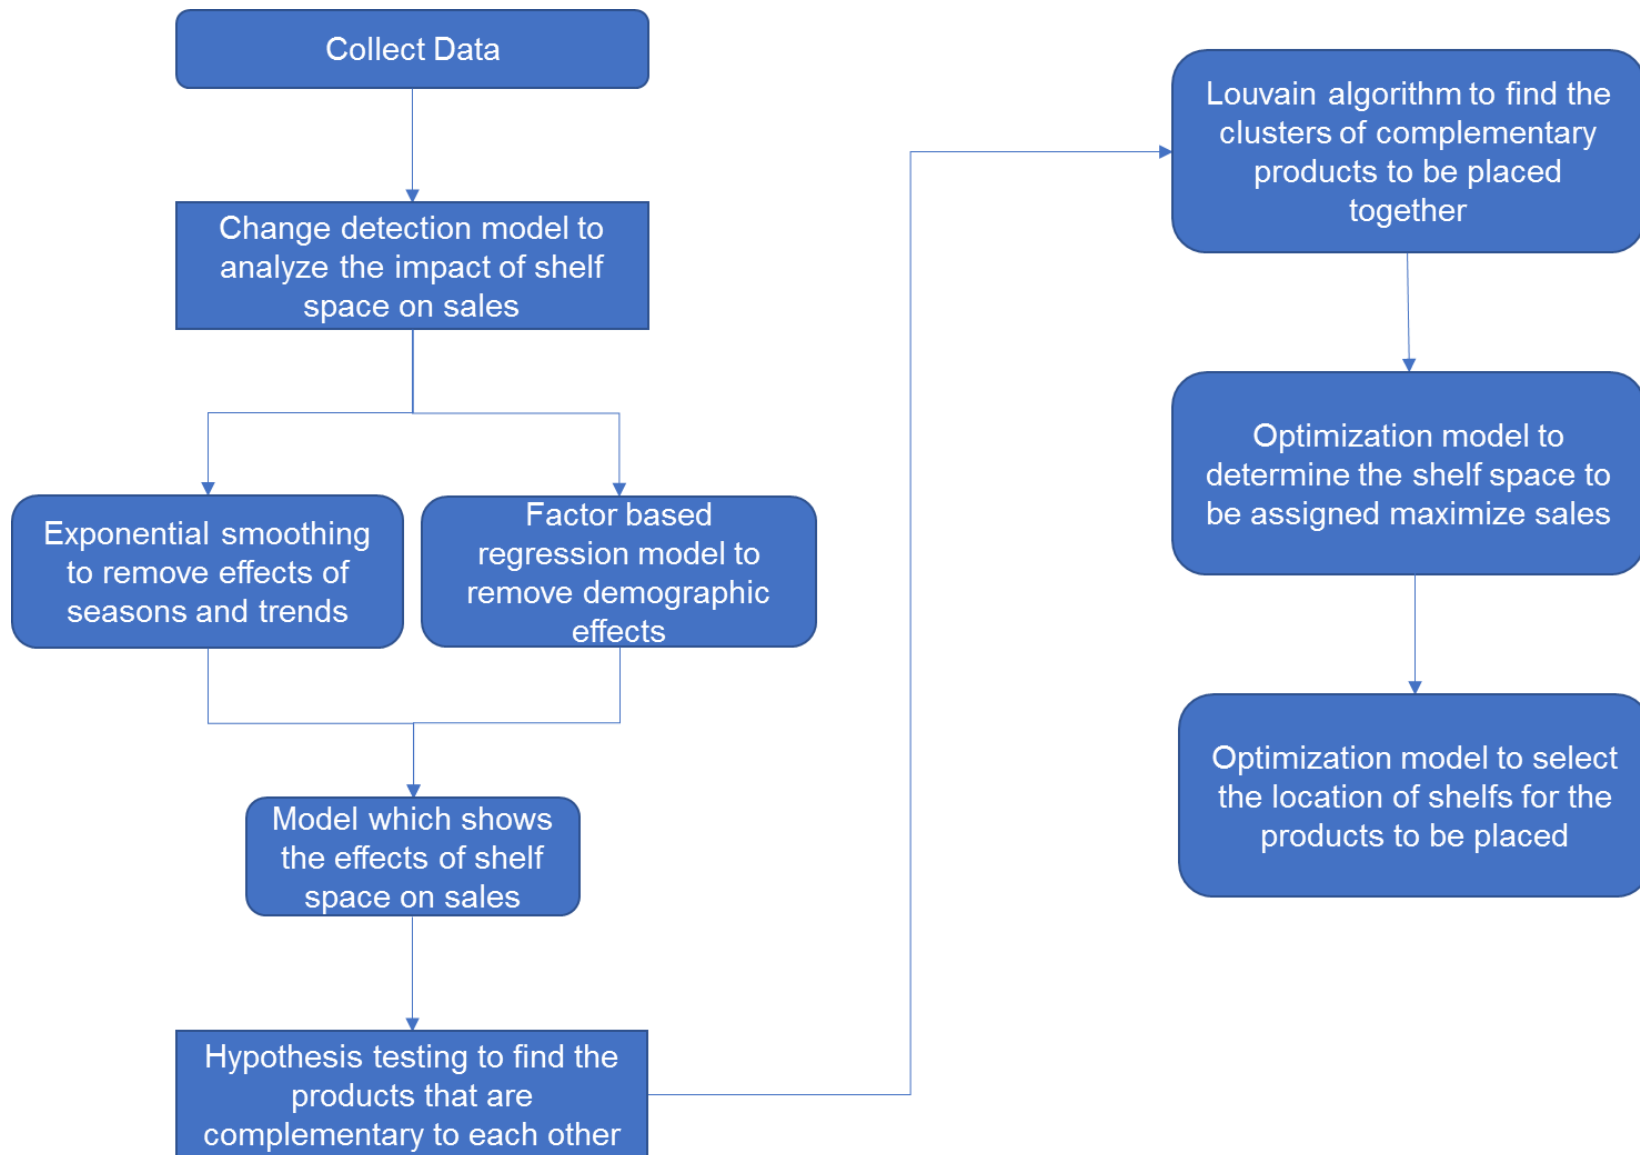 Collect Data
Change detection model to
analyze the impact of shelf
space on sales
Exponential smoothing
to remove effects of
seasons and trends
Factor based
regression model to
remove demographic
effects
Model which shows
the effects of shelf
space on sales
Hypothesis testing to find the
products that are
complementary to each other
Louvain algorithm to find the
clusters of complementary
products to be placed
together
Optimization model to
determine the shelf space to
be assigned maximize sales
Optimization model to select
the location of shelfs for the
products to be placed